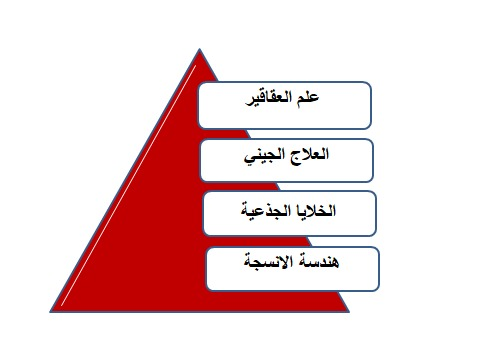 علم العقاقير
العلاج الجيني
الخلايا الجذعية
هندسة الانسجة